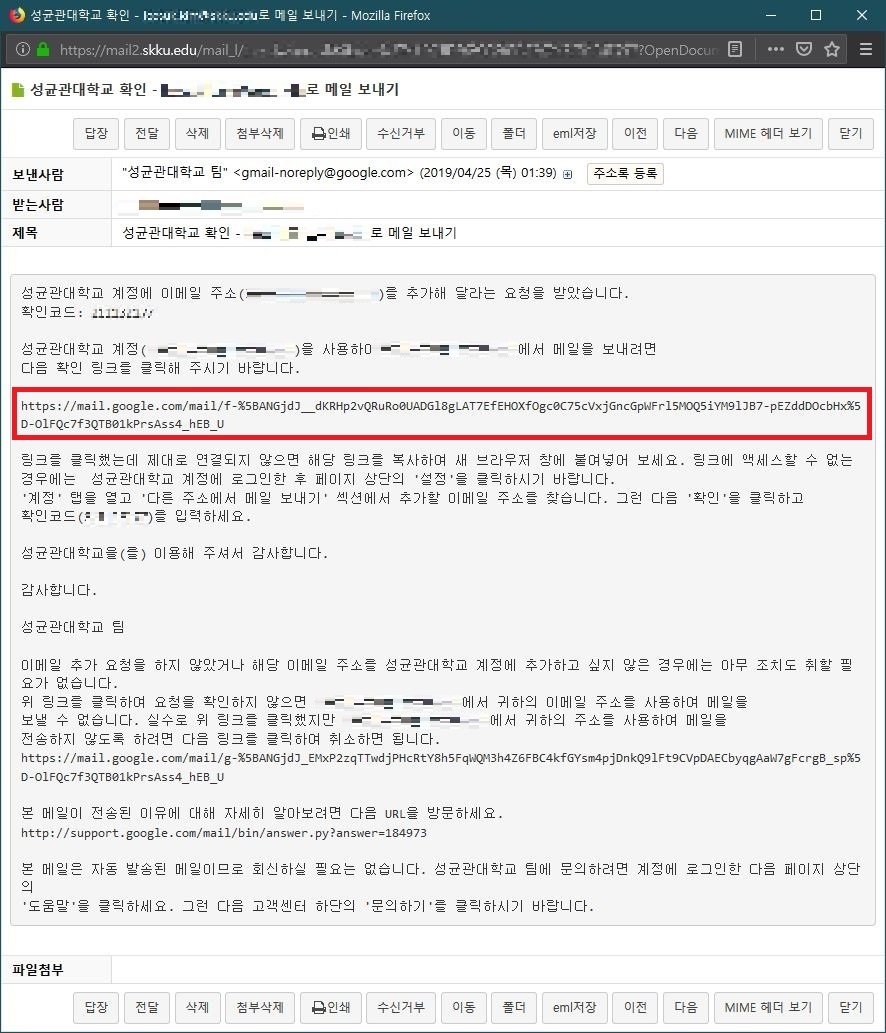 성균관대학교 확인 - 로 메일 보내기 - Mozilla Firefox
https://mail2.skku.edu/mail_l/ ?OpenDocum
성균관대학교 확인 - 로 메일 보내기
답장 전달 삭제 첨부삭제 인쇄 수신거부 이동 폴더 eml저장 이전 다음 MIME 헤더 보기 닫기
보낸사람 "성균관대학교 팀" <gmail-noreply@google.com> (2019/04/25 (목) 01:39) 주소록 등록
받는사람
제목 성균관대학교 확인 - 로 메일 보내기
성균관대학교 계정에 이메일 주소( )를 추가해 달라는 요청을 받았습니다.
확인코드:
성균관대학교 계정( )을 사용하여 에서 메일을 보내려면
다음 확인 링크를 클릭해 주시기 바랍니다.
https://mail.google.com/mail/f-%5BANGjdJ__dKRHp2vQRuRo0UADGl8gLAT7EfEHOXfOgc0C75cVxjGncGpWFrl5MOQ5iYM9lJB7-pEZddDOcbHx%5
D-OlFQc7f3QTB01kPrsAss4_hEB_U
링크를 클릭했는데 제대로 연결되지 않으면 해당 링크를 복사하여 새 브라우저 창에 붙여넣어 보세요. 링크에 액세스할 수 없는
경우에는 성균관대학교 계정에 로그인한 후 페이지 상단의 '설정'을 클릭하시기 바랍니다.
'계정' 탭을 열고 '다른 주소에서 메일 보내기' 섹션에서 추가할 이메일 주소를 찾습니다. 그런 다음 '확인'을 클릭하고
확인코드( )를 입력하세요.
성균관대학교을(를) 이용해 주셔서 감사합니다.
감사합니다.
성균관대학교 팀
이메일 추가 요청을 하지 않았거나 해당 이메일 주소를 성균관대학교 계정에 추가하고 싶지 않은 경우에는 아무 조치도 취할 필
요가 없습니다.
위 링크를 클릭하여 요청을 확인하지 않으면 에서 귀하의 이메일 주소를 사용하여 메일을
보낼 수 없습니다. 실수로 위 링크를 클릭했지만 에서 귀하의 주소를 사용하여 메일을
전송하지 않도록 하려면 다음 링크를 클릭하여 취소하면 됩니다.
https://mail.google.com/mail/g-%5BANGjdJ_EMxP2zqTTwdjPHcRtY8h5FqWQM3h4Z6FBC4kfGYsm4pjDnkQ9lFt9CVpDAECbyqgAaW7gFcrgB_sp%5
D-OlFQc7f3QTB01kPrsAss4_hEB_U
본 메일이 전송된 이유에 대해 자세히 알아보려면 다음 URL을 방문하세요.
http://support.google.com/mail/bin/answer.py?answer=184973
본 메일은 자동 발송된 메일이므로 회신하실 필요는 없습니다. 성균관대학교 팀에 문의하려면 계정에 로그인한 다음 페이지 상단
의
'도움말'을 클릭하세요. 그런 다음 고객센터 하단의 '문의하기'를 클릭하시기 바랍니다.
파일첨부
답장 전달 삭제 첨부삭제 인쇄 수신거부 이동 폴더 eml저장 이전 다음 MIME 헤더 보기 닫기